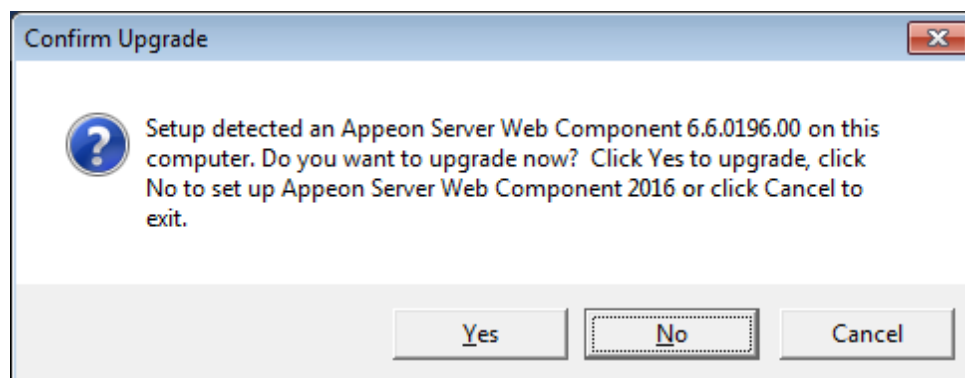 Confirm Upgrade
Setup detected an Appeon Server Web Component 6.6.0196.00 on this
computer. Do you want to upgrade now?  Click Yes to upgrade, click
No to set up Appeon Server Web Component 2016 or click Cancel to
exit.
Yes No Cancel